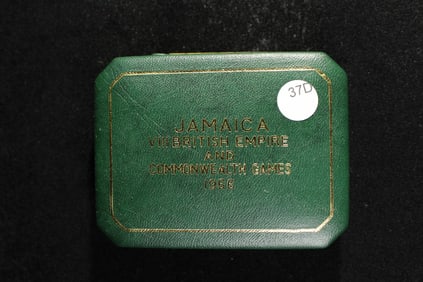 37D
JAMAICA
VIII BRITISH EMPIRE
AND
COMMONWEALTH GAMES
1966